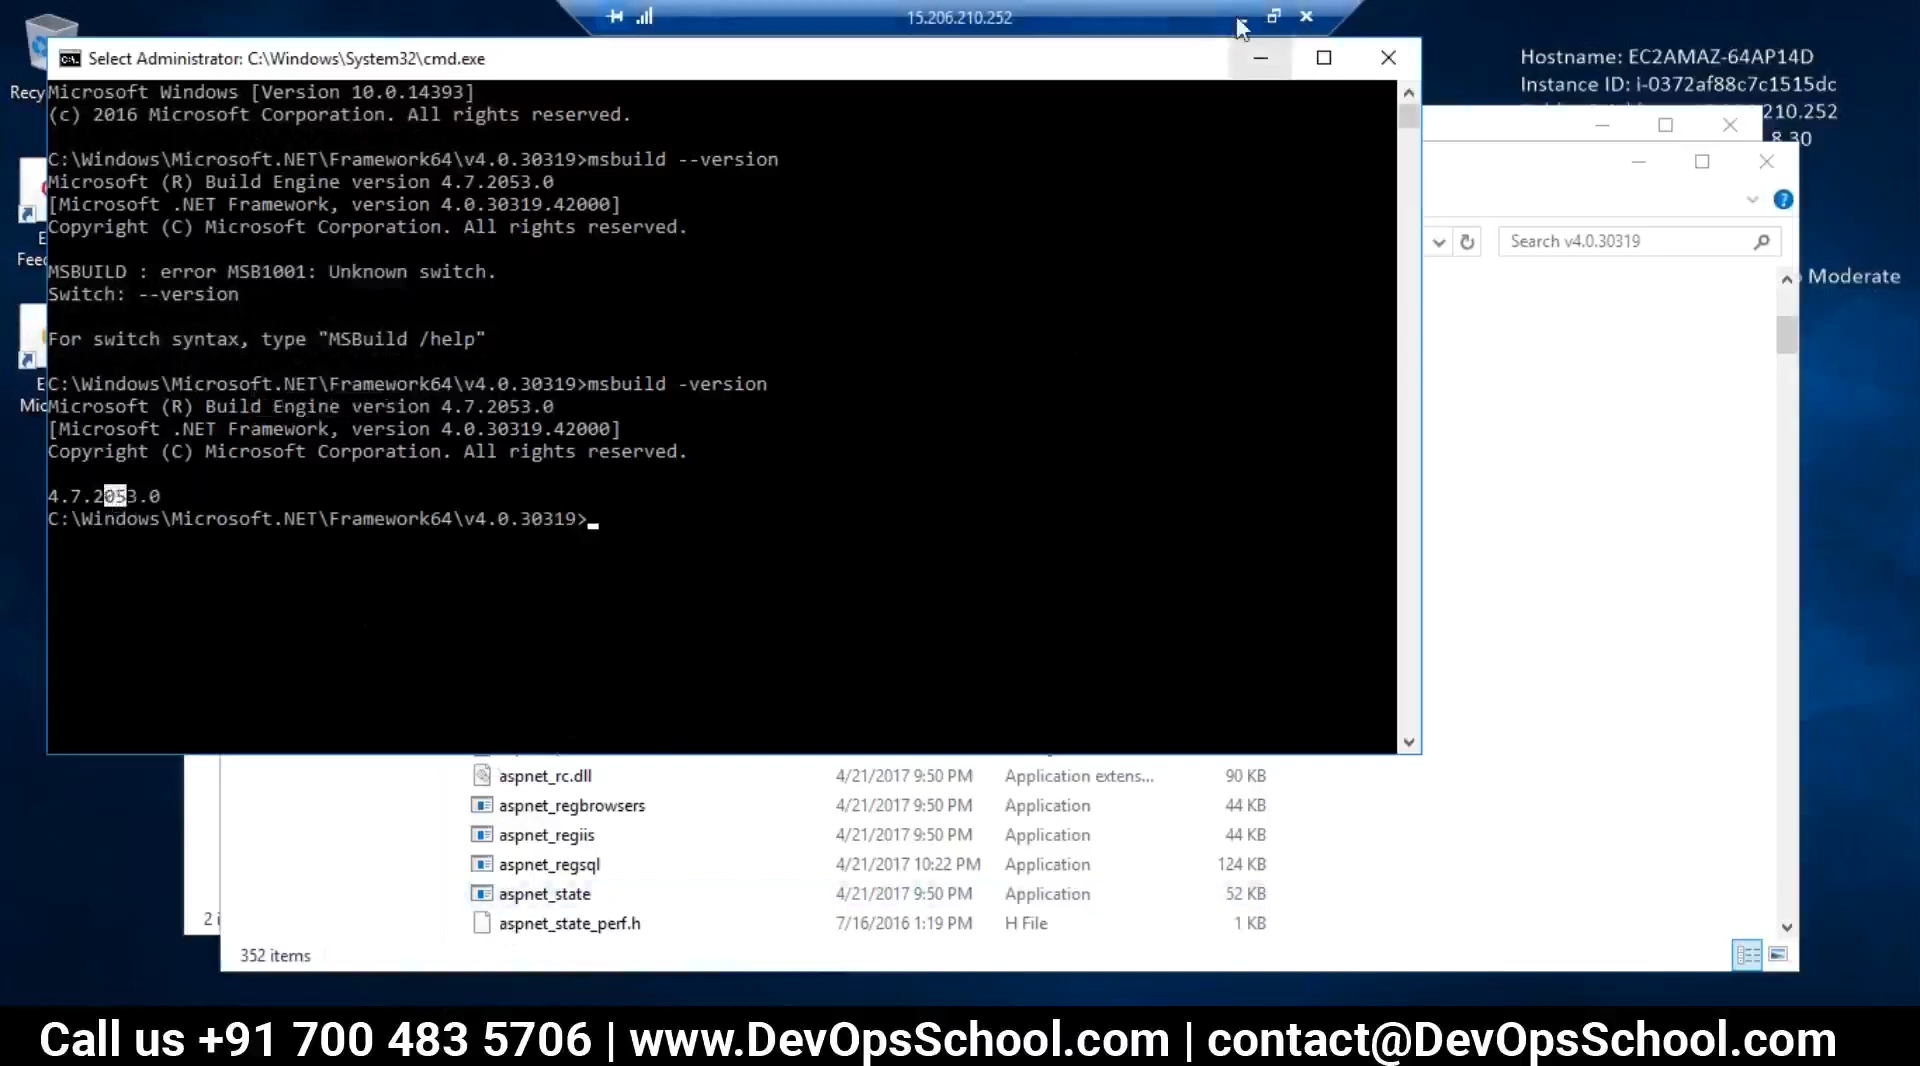 15.206.210.252
Select Administrator: C:\Windows\System32\cmd.exe
Microsoft Windows [Version 10.0.14393]
(c) 2016 Microsoft Corporation. All rights reserved.
C:\Windows\Microsoft.NET\Framework64\v4.0.30319>msbuild --version
Microsoft (R) Build Engine version 4.7.2053.0
[Microsoft .NET Framework, version 4.0.30319.42000]
Copyright (C) Microsoft Corporation. All rights reserved.
MSBUILD : error MSB1001: Unknown switch.
Switch: --version
For switch syntax, type "MSBuild /help"
C:\Windows\Microsoft.NET\Framework64\v4.0.30319>msbuild -version
Microsoft (R) Build Engine version 4.7.2053.0
[Microsoft .NET Framework, version 4.0.30319.42000]
Copyright (C) Microsoft Corporation. All rights reserved.
4.7.2053.0
C:\Windows\Microsoft.NET\Framework64\v4.0.30319>
Hostname: EC2AMAZ-64AP14D
Instance ID: i-0372af88c7c1515dc
210.252
8.30
Search v4.0.30319
Moderate
Recy
E
Feed
E
Mic
aspnet_rc.dll 4/21/2017 9:50 PM Application extens... 90 KB
aspnet_regbrowsers 4/21/2017 9:50 PM Application 44 KB
aspnet_regiis 4/21/2017 9:50 PM Application 44 KB
aspnet_regsql 4/21/2017 10:22 PM Application 124 KB
aspnet_state 4/21/2017 9:50 PM Application 52 KB
aspnet_state_perf.h 7/16/2016 1:19 PM H File 1 KB
2 i
352 items
Call us +91 700 483 5706 | www.DevOpsSchool.com | contact@DevOpsSchool.com